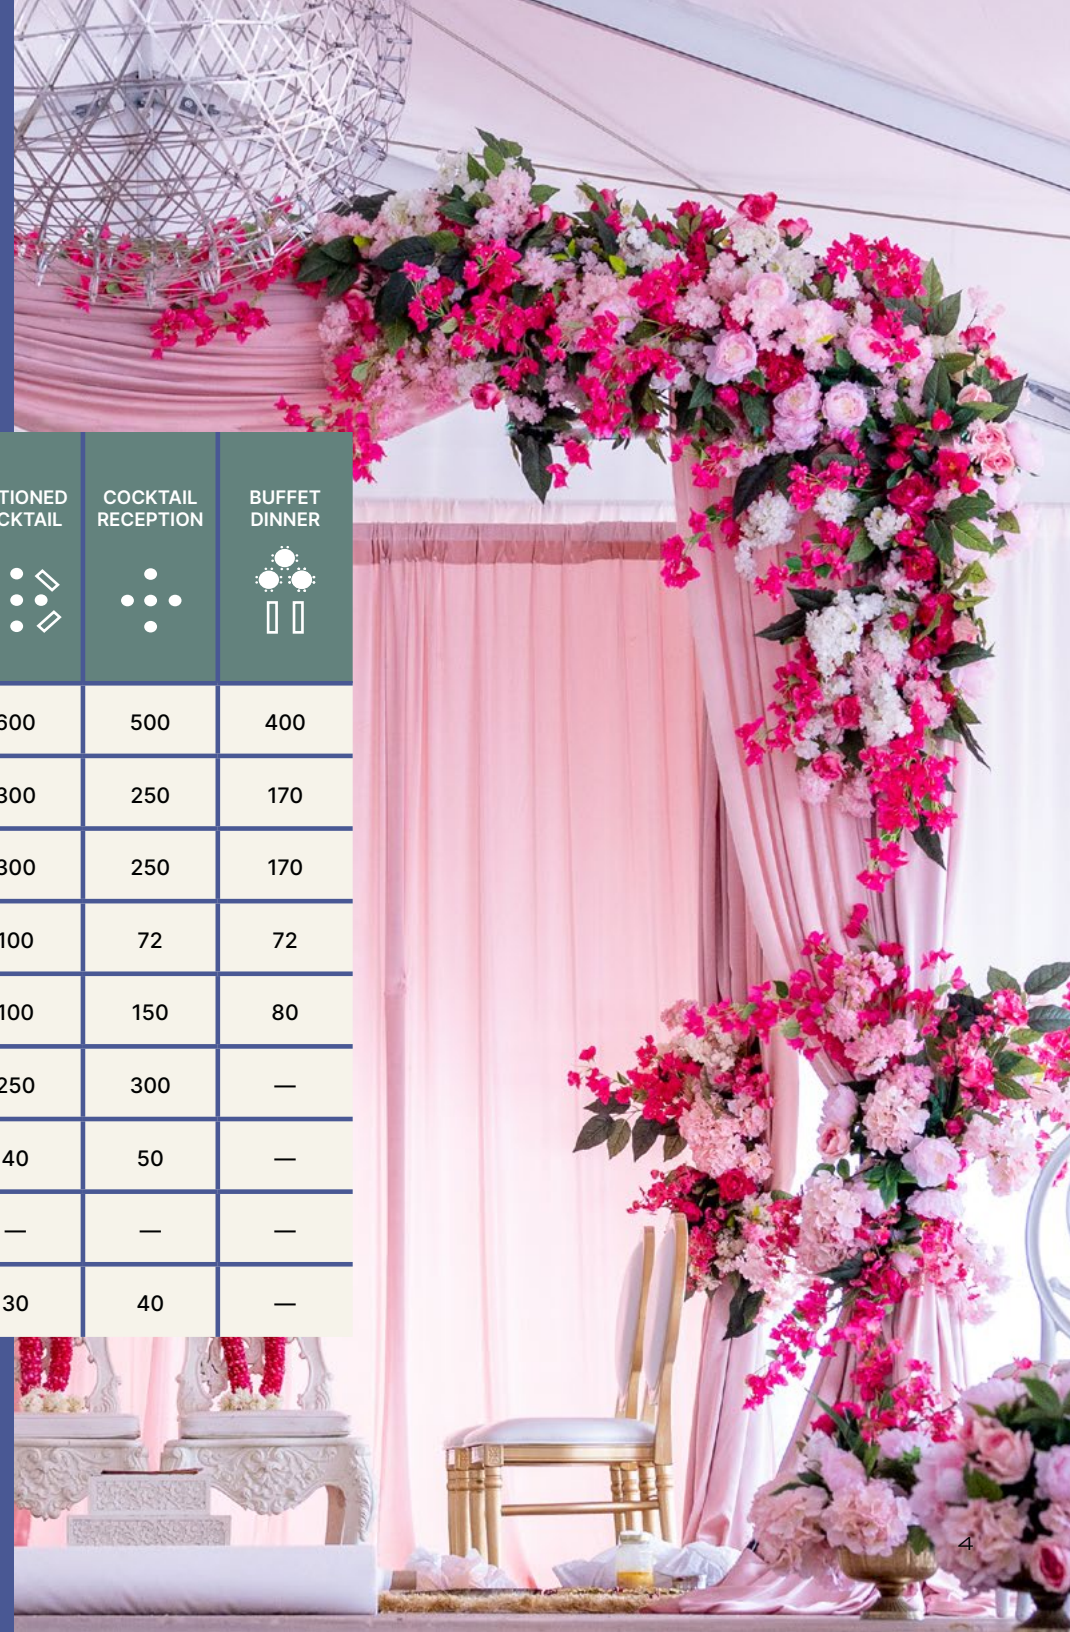 TIONED COCKTAIL BUFFET
CKTAIL RECEPTION DINNER
600 500 400
300 250 170
300 250 170
100 72 72
100 150 80
250 300 —
40 50 —
— — —
30 40 —
4